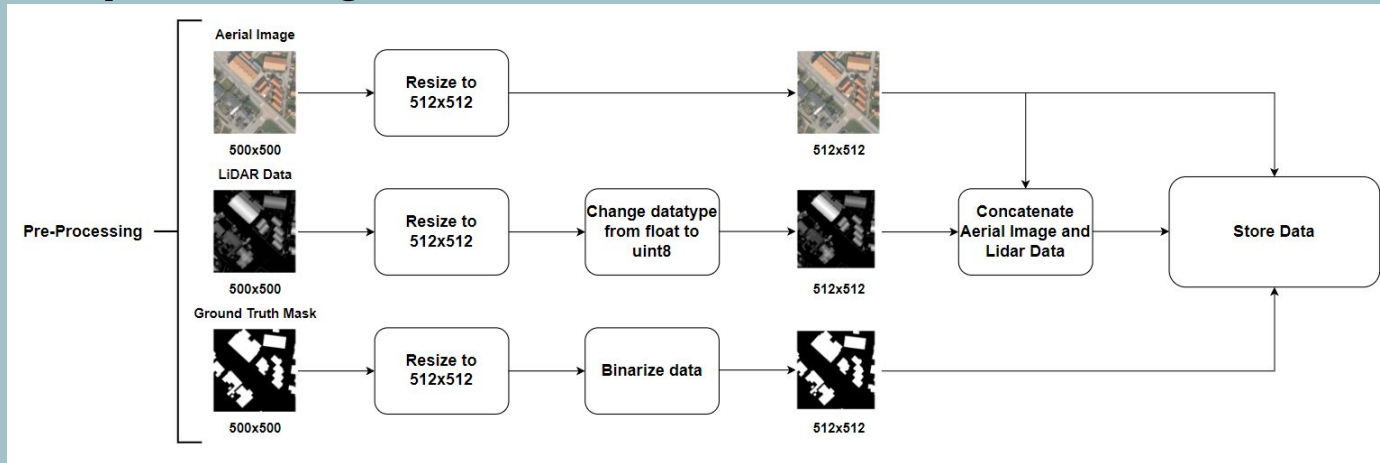 Pre-Processing
Aerial Image
500x500
Resize to
512x512
512x512
LiDAR Data
500x500
Resize to
512x512
Change datatype
from float to
uint8
512x512
Concatenate
Aerial Image and
Lidar Data
Store Data
Ground Truth Mask
500x500
Resize to
512x512
Binarize data
512x512